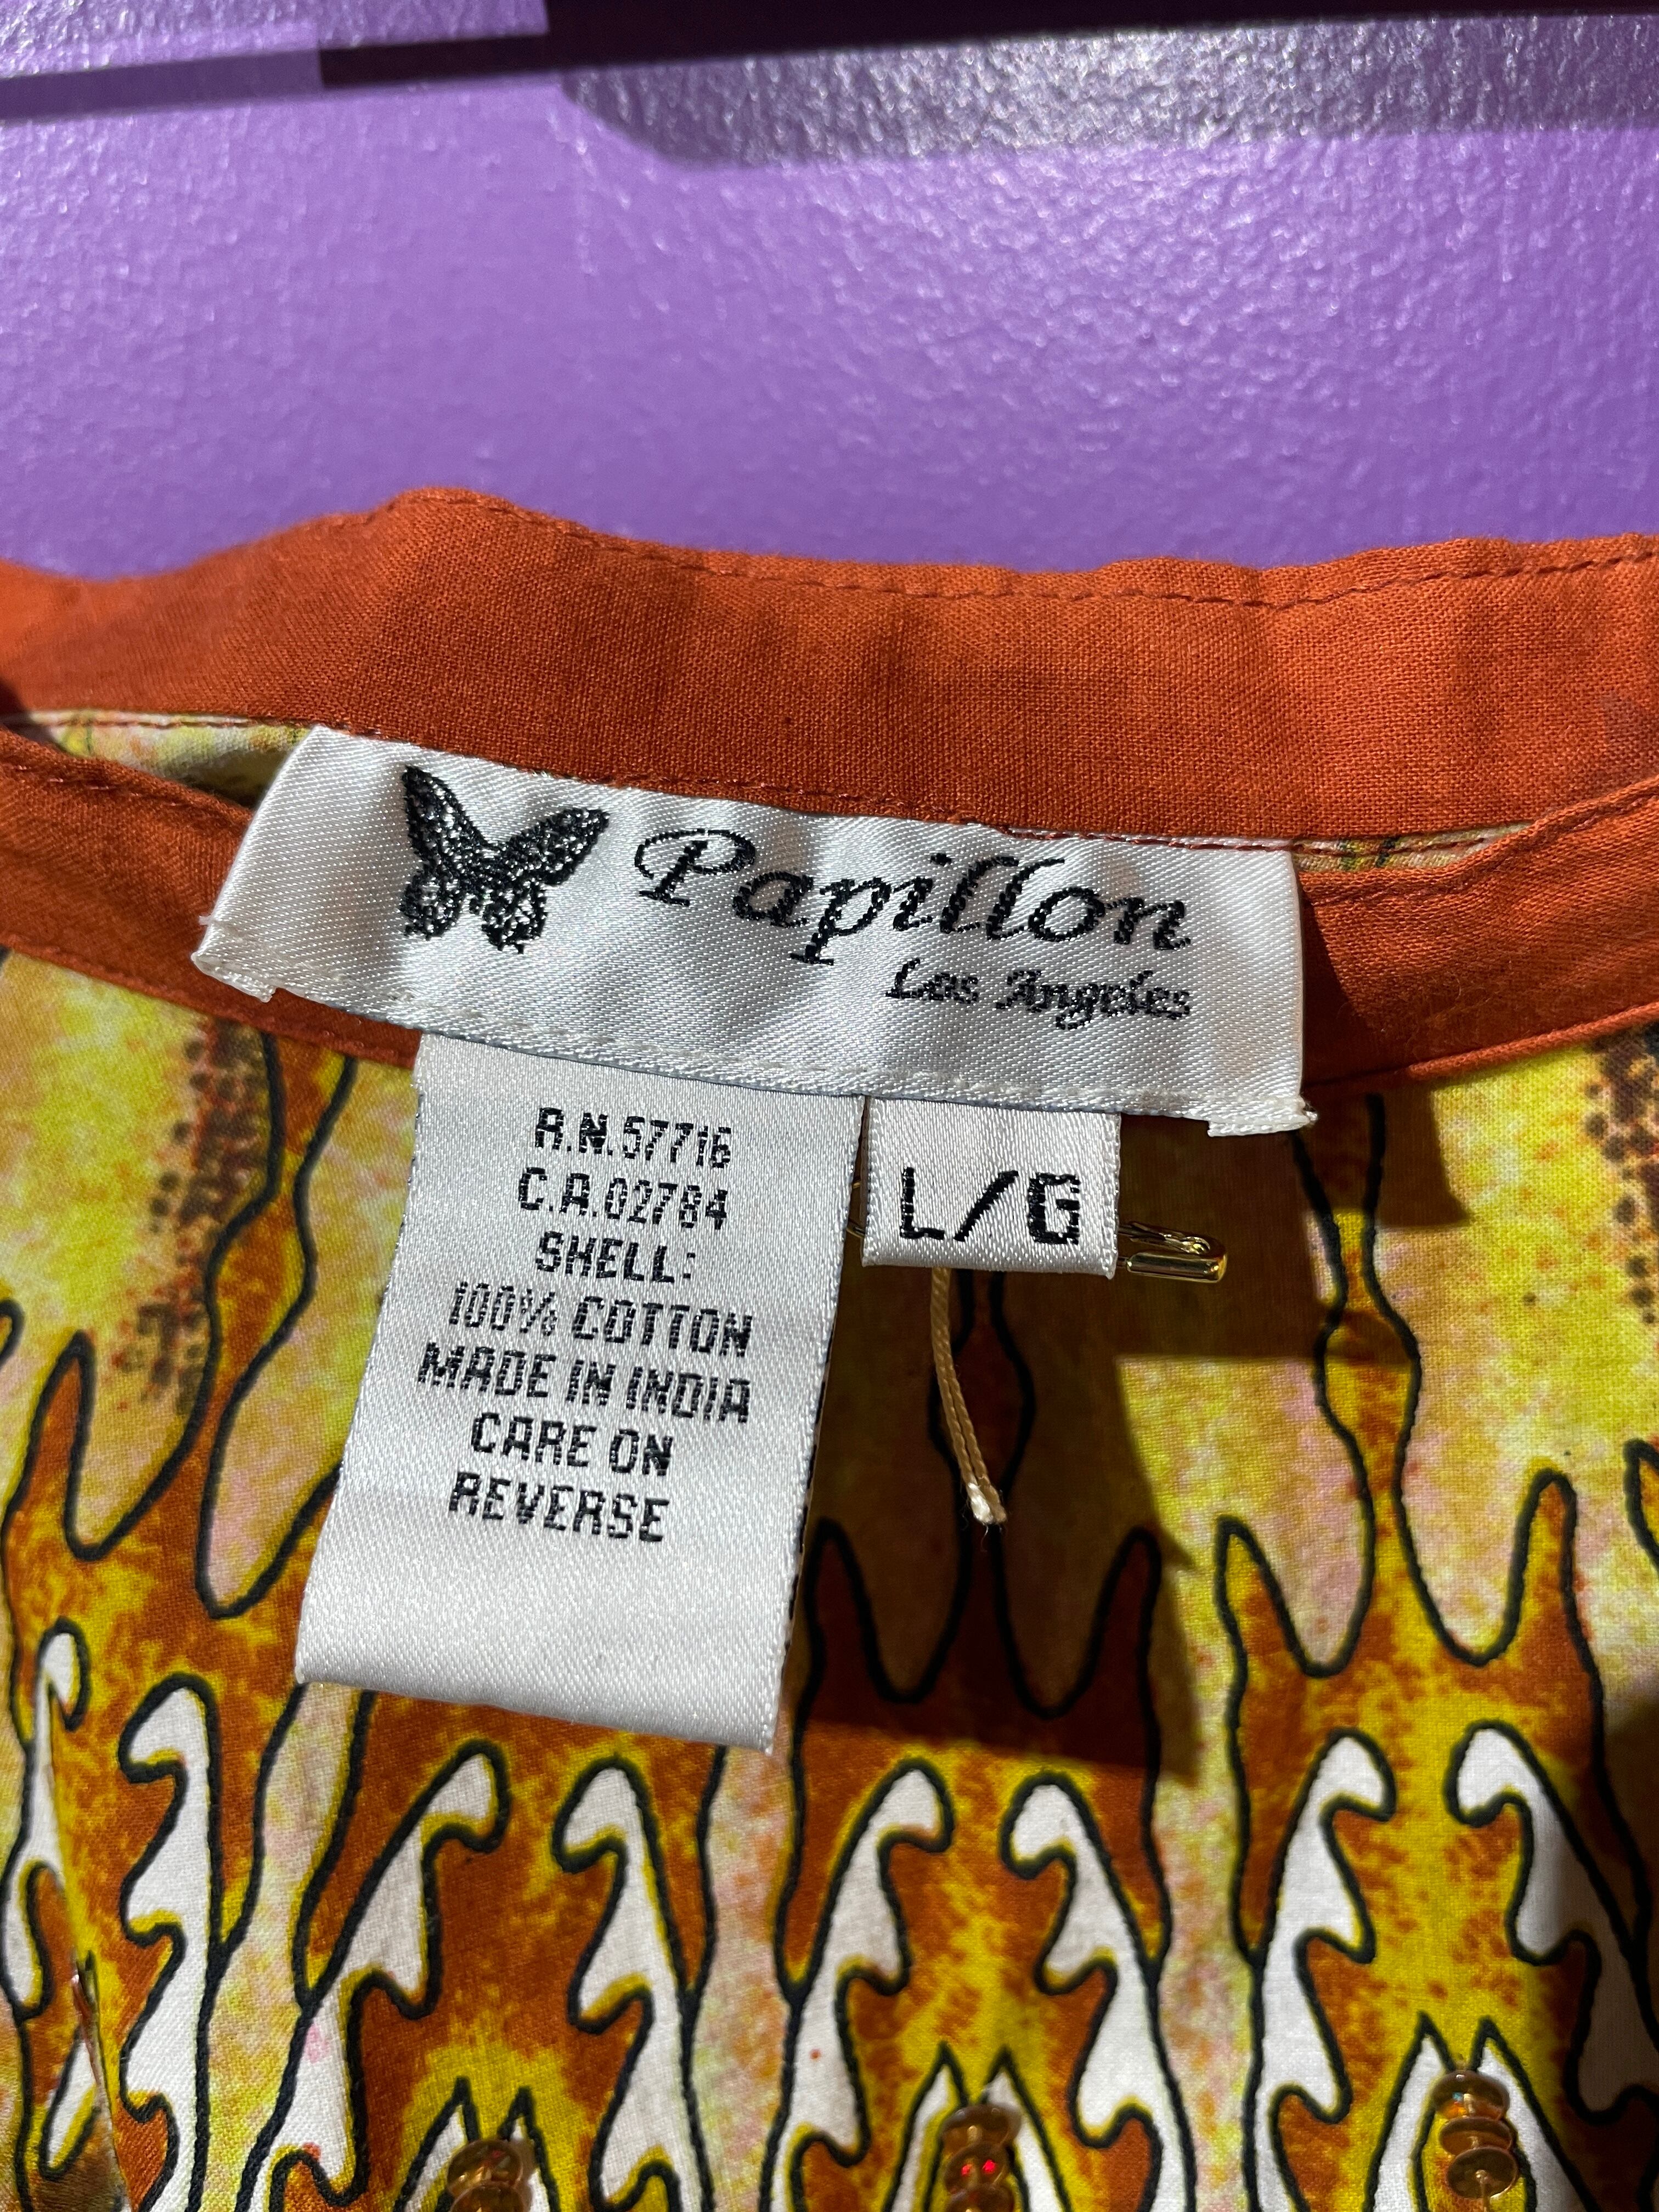 Papillon
Los Angeles
R.N.57716
C.A.02784
SHELL:
100% COTTON
MADE IN INDIA
CARE ON
REVERSE
L/G